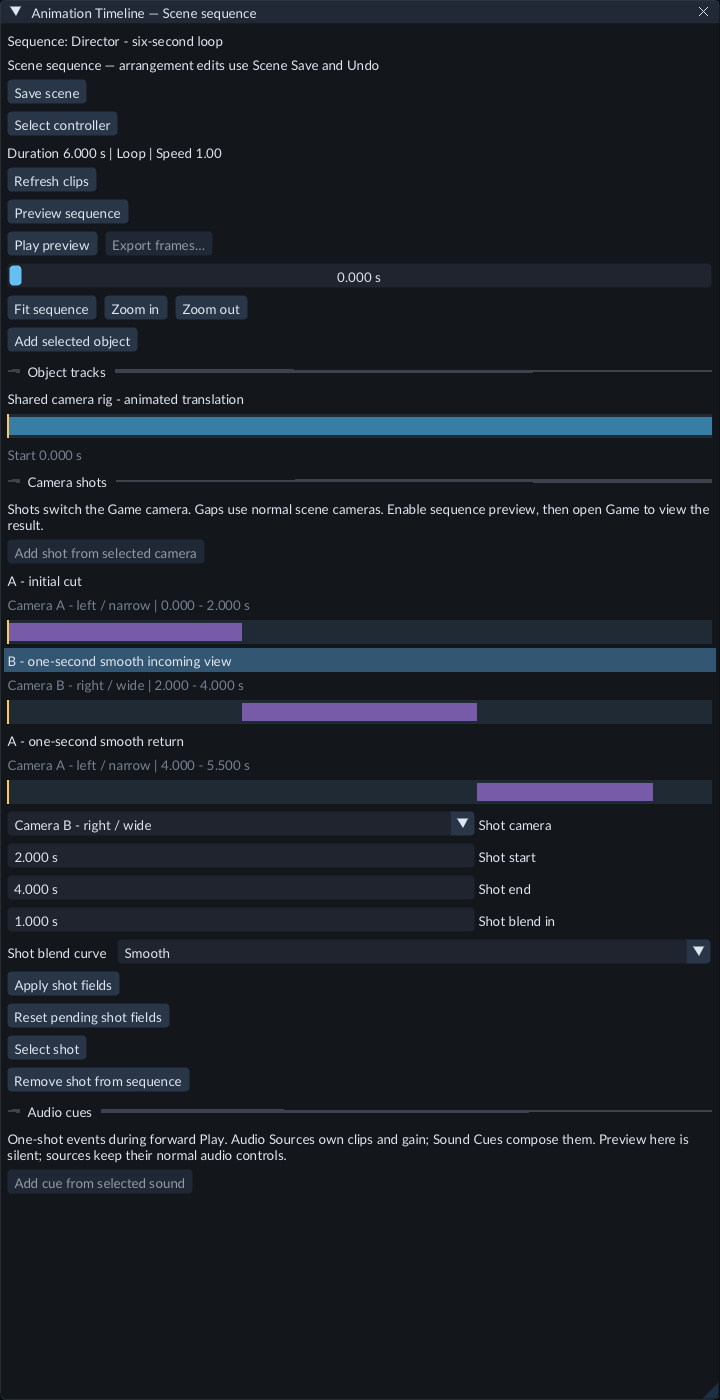 Animation Timeline — Scene sequence
Sequence: Director - six-second loop
Scene sequence — arrangement edits use Scene Save and Undo
Save scene
Select controller
Duration 6.000 s | Loop | Speed 1.00
Refresh clips
Preview sequence
Play preview Export frames...
0.000 s
Fit sequence Zoom in Zoom out
Add selected object
Object tracks
Shared camera rig - animated translation
Start 0.000 s
Camera shots
Shots switch the Game camera. Gaps use normal scene cameras. Enable sequence preview, then open Game to view the
result.
Add shot from selected camera
A - initial cut
Camera A - left / narrow | 0.000 - 2.000 s
B - one-second smooth incoming view
Camera B - right / wide | 2.000 - 4.000 s
A - one-second smooth return
Camera A - left / narrow | 4.000 - 5.500 s
Camera B - right / wide Shot camera
2.000 s Shot start
4.000 s Shot end
1.000 s Shot blend in
Shot blend curve Smooth
Apply shot fields
Reset pending shot fields
Select shot
Remove shot from sequence
Audio cues
One-shot events during forward Play. Audio Sources own clips and gain; Sound Cues compose them. Preview here is
silent; sources keep their normal audio controls.
Add cue from selected sound